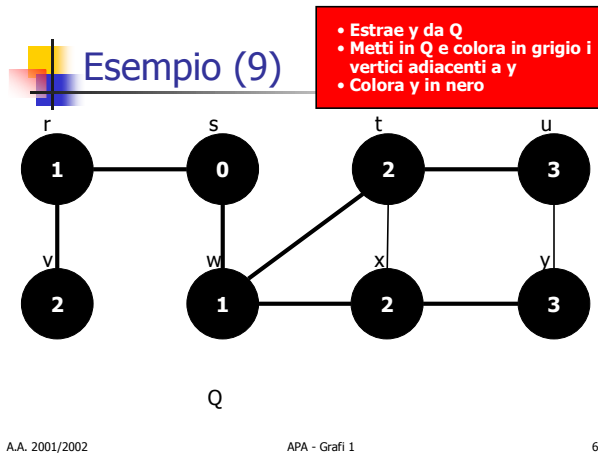 Esempio (9)
• Estrae y da Q
• Metti in Q e colora in grigio i
vertici adiacenti a y
• Colora y in nero
r s t u
1 0 2 3
v w x y
2 1 2 3
Q
A.A. 2001/2002 APA - Grafi 1 6